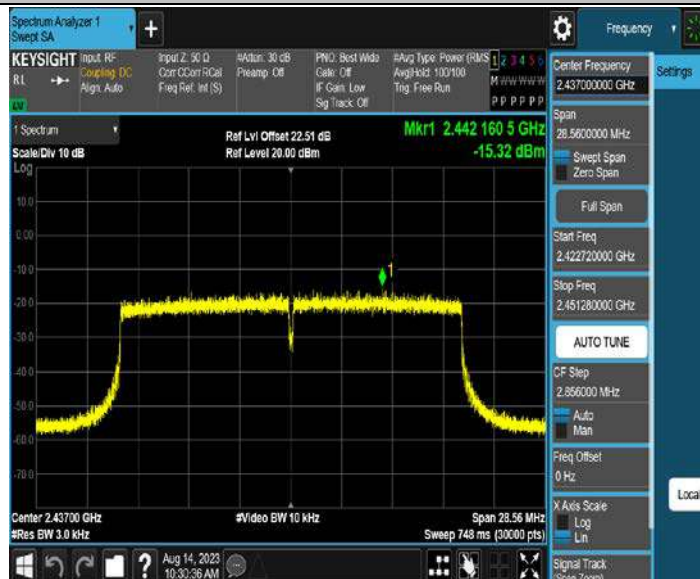 Spectrum Analyzer 1
Swept SA
+
Frequency
KEYSIGHT
Input: RF
Coupling: DC
Align: Auto
Input Z: 50 Ω
Corr CCorr RCal
Freq Ref: Int (S)
#Atten: 30 dB
Preamp: Off
PNO: Best Wide
Gate: Off
IF Gain: Low
Sig Track: Off
#Avg Type: Power (RMS
Avg|Hold: 100/100
Trig: Free Run
1 2 3 4 5 6
M W W W W W
P P P P P P
RL
1 Spectrum
Scale/Div 10 dB
Log
Ref Lvl Offset 22.51 dB
Ref Level 20.00 dBm
Mkr1 2.442 160 5 GHz
-15.32 dBm
10.0
0.00
-10.0
-20.0
-30.0
-40.0
-50.0
-60.0
-70.0
1
Center 2.43700 GHz
#Res BW 3.0 kHz
#Video BW 10 kHz
Span 28.56 MHz
Sweep 748 ms (30000 pts)
Aug 14, 2023
10:30:36 AM
?
Center Frequency
2.437000000 GHz
Settings
Span
28.5600000 MHz
Swept Span
Zero Span
Full Span
Start Freq
2.422720000 GHz
Stop Freq
2.451280000 GHz
AUTO TUNE
CF Step
2.856000 MHz
Auto
Man
Freq Offset
0 Hz
X Axis Scale
Log
Lin
Local
Signal Track
(Span Zoom)